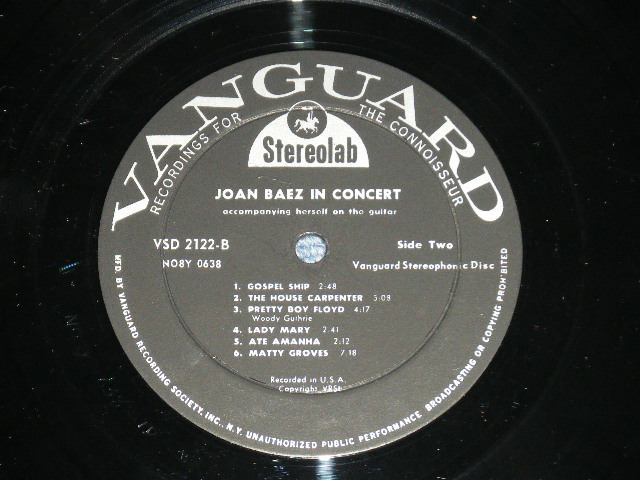 VANGUARD
RECORDINGS FOR THE CONNOISSEUR
Stereolab
JOAN BAEZ IN CONCERT
accompanying herself on the guitar
VSD 2122-B
Side Two
NO8Y 0638
Vanguard Stereophonic Disc
1. GOSPEL SHIP 2:48
2. THE HOUSE CARPENTER 5:08
3. PRETTY BOY FLOYD 4:17
Woody Guthrie
4. LADY MARY 2:41
5. ATE AMANHA 2:12
6. MATTY GROVES 7:18
Recorded in U.S.A.
Copyright, VRSI
MFD. BY VANGUARD RECORDING SOCIETY, INC., N.Y. UNAUTHORIZED PUBLIC PERFORMANCE BROADCASTING OR COPYING PROHIBITED